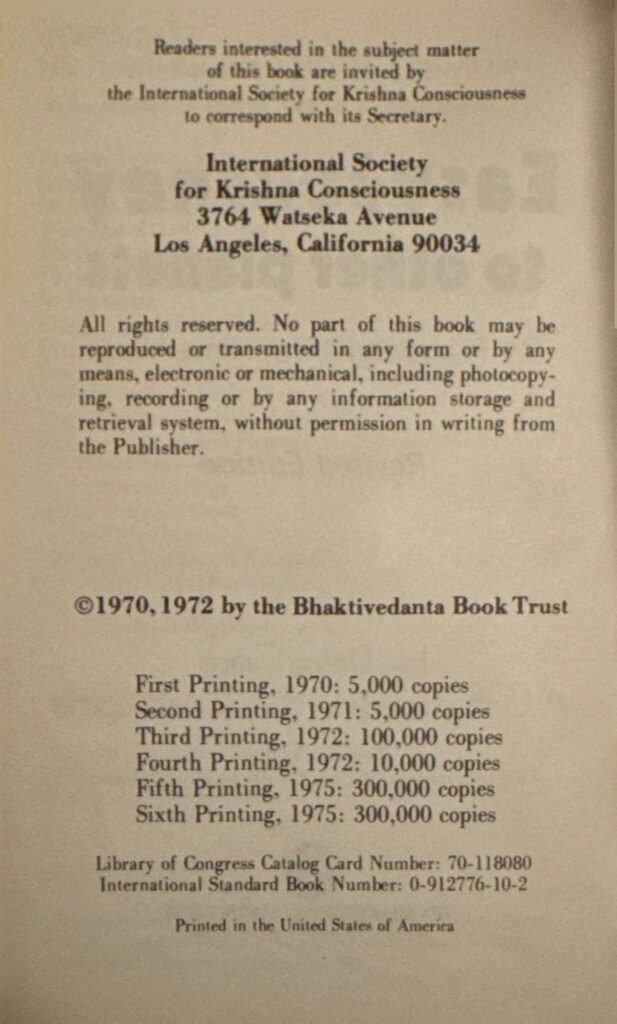 Readers interested in the subject matter
of this book are invited by
the International Society for Krishna Consciousness
to correspond with its Secretary.
International Society
for Krishna Consciousness
3764 Watseka Avenue
Los Angeles, California 90034
All rights reserved. No part of this book may be
reproduced or transmitted in any form or by any
means, electronic or mechanical, including photocopy-
ing, recording or by any information storage and
retrieval system, without permission in writing from
the Publisher.
©1970, 1972 by the Bhaktivedanta Book Trust
First Printing, 1970: 5,000 copies
Second Printing, 1971: 5,000 copies
Third Printing, 1972: 100,000 copies
Fourth Printing, 1972: 10,000 copies
Fifth Printing, 1975: 300,000 copies
Sixth Printing, 1975: 300,000 copies
Library of Congress Catalog Card Number: 70-118080
International Standard Book Number: 0-912776-10-2
Printed in the United States of America